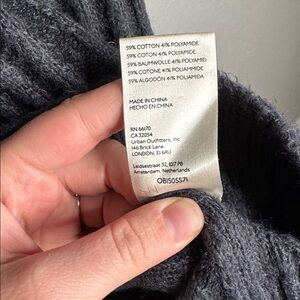 59% COTTON 41% POLYAMIDE
59% COTON 41% POLYAMIDE
59% BAUMWOLLE 41% POLYAMID
59% COTONE 41% POLIAMMIDE
59% ALGODÓN 41% POLIAMIDA
MADE IN CHINA
HECHO EN CHINA
RN 66170
CA 32054
Urban Outfitters, Inc
146 Brick Lane
LONDON, E1 6RU
Leidsestraat 32, 1017 PB
Amsterdam, Netherlands
OB1505571